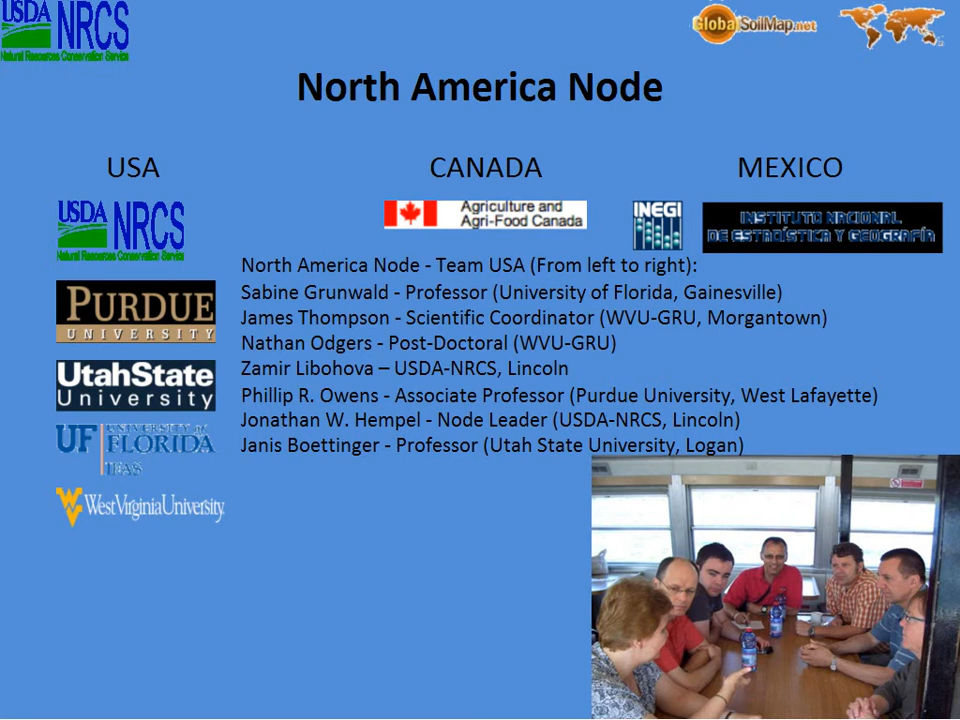 USDA NRCS
Natural Resources Conservation Service
GlobalSoilMap.net
North America Node
USA
CANADA
MEXICO
USDA NRCS
Natural Resources Conservation Service
Agriculture and
Agri-Food Canada
INEGI
INSTITUTO NACIONAL
DE ESTADÍSTICA Y GEOGRAFÍA
North America Node - Team USA (From left to right):
Sabine Grunwald - Professor (University of Florida, Gainesville)
James Thompson - Scientific Coordinator (WVU-GRU, Morgantown)
Nathan Odgers - Post-Doctoral (WVU-GRU)
Zamir Libohova – USDA-NRCS, Lincoln
Phillip R. Owens - Associate Professor (Purdue University, West Lafayette)
Jonathan W. Hempel - Node Leader (USDA-NRCS, Lincoln)
Janis Boettinger - Professor (Utah State University, Logan)
PURDUE
UNIVERSITY
UtahState
University
UF UNIVERSITY of
FLORIDA
IFAS
WestVirginiaUniversity.